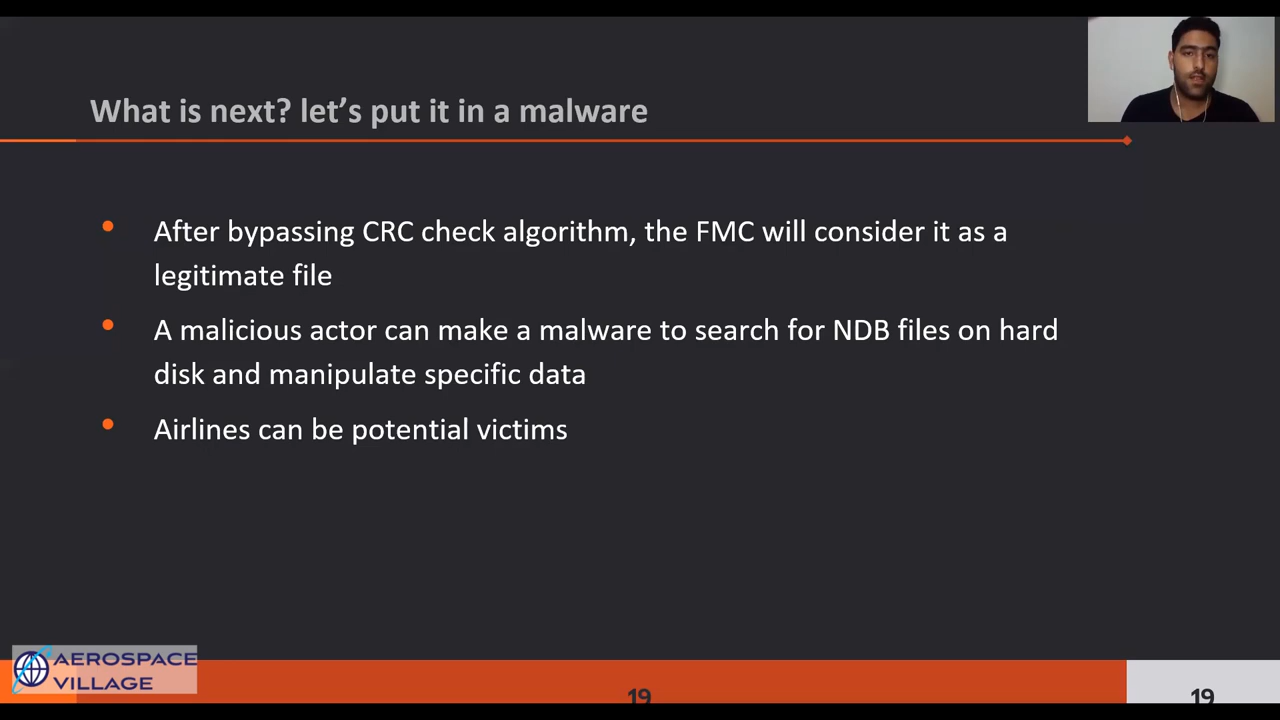 What is next? let's put it in a malware
After bypassing CRC check algorithm, the FMC will consider it as a
legitimate file
A malicious actor can make a malware to search for NDB files on hard
disk and manipulate specific data
Airlines can be potential victims
AEROSPACE
VILLAGE
19
19